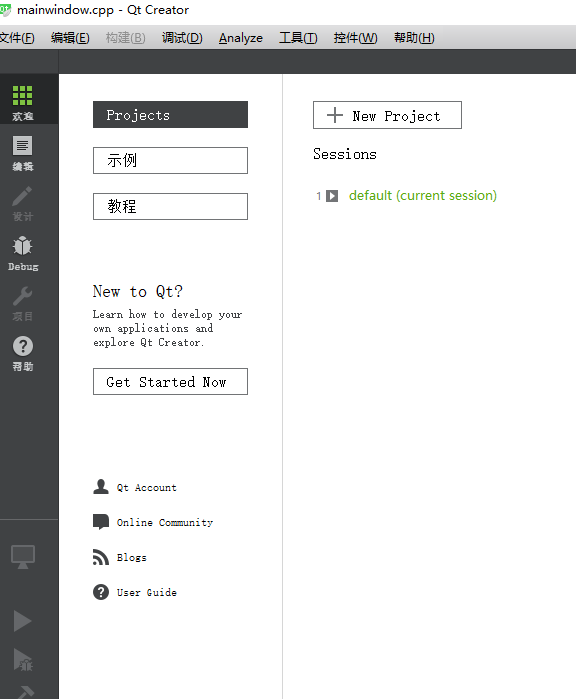 mainwindow.cpp - Qt Creator
文件(F) 编辑(E) 构建(B) 调试(D) Analyze 工具(T) 控件(W) 帮助(H)
欢迎
编辑
设计
Debug
项目
帮助
Projects
示例
教程
New to Qt?
Learn how to develop your
own applications and
explore Qt Creator.
Get Started Now
Qt Account
Online Community
Blogs
User Guide
New Project
Sessions
1 default (current session)